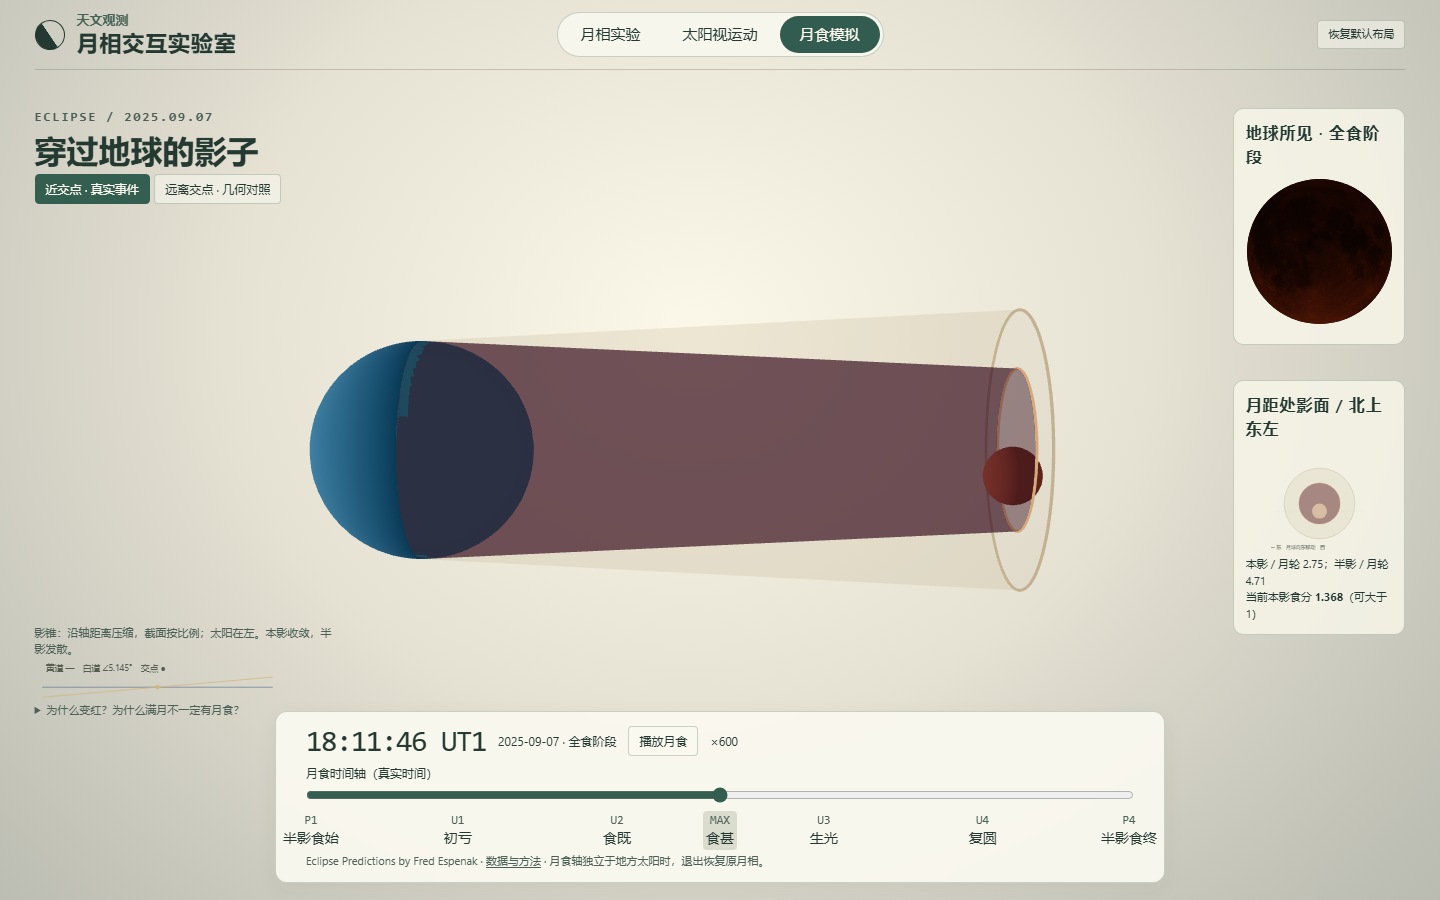 天文观测
月相交互实验室
月相实验
太阳视运动
月食模拟
恢复默认布局
ECLIPSE / 2025.09.07
穿过地球的影子
近交点 · 真实事件
远离交点 · 几何对照
地球所见 · 全食阶
段
月距处影面 / 北上
东左
本影 / 月轮 2.75；半影 / 月轮
4.71
当前本影食分 1.368（可大于
1）
影锥：沿轴距离压缩，截面按比例；太阳在左。本影收敛，半
影发散。
黄道 — 白道 ∠5.145° 交点 ●
▶ 为什么变红？为什么满月不一定有月食？
18:11:46 UT1
2025-09-07 · 全食阶段
播放月食
×600
月食时间轴（真实时间）
P1 U1 U2 MAX U3 U4 P4
半影食始 初亏 食既 食甚 生光 复圆 半影食终
Eclipse Predictions by Fred Espenak · 数据与方法 · 月食轴独立于地方太阳时，退出恢复原月相。